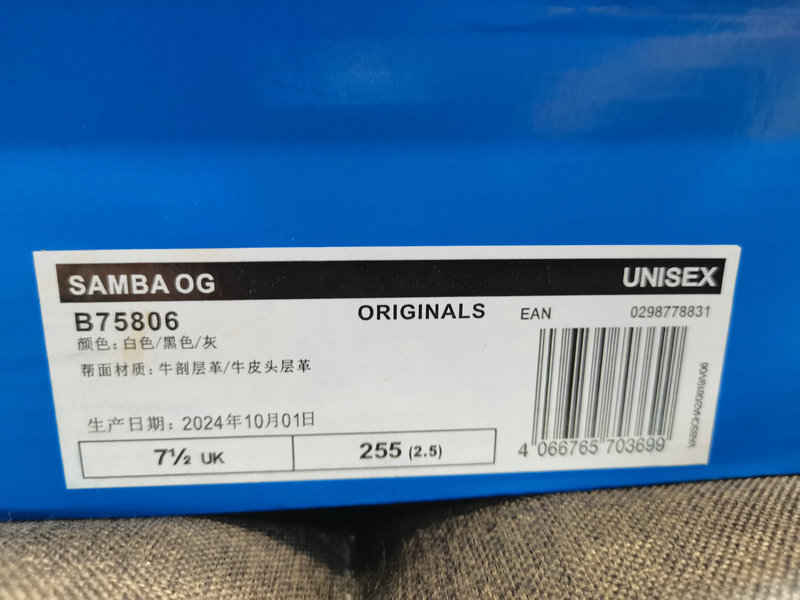 SAMBA OG UNISEX
B75806 ORIGINALS EAN 0298778831
颜色：白色/黑色/灰
帮面材质：牛剖层革/牛皮头层革
生产日期：2024年10月01日
7½ UK 255 (2.5)
4 066765 703699